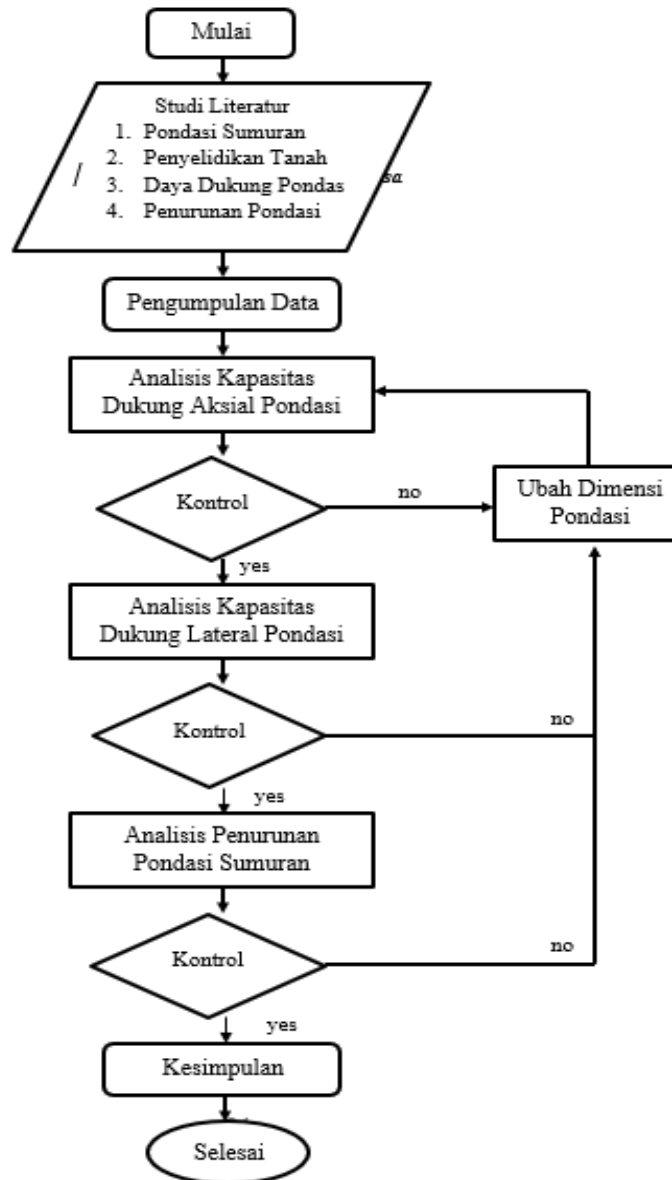 Mulai
Studi Literatur
1. Pondasi Sumuran
/ 2. Penyelidikan Tanah
3. Daya Dukung Pondas sa
4. Penurunan Pondasi
Pengumpulan Data
Analisis Kapasitas
Dukung Aksial Pondasi
Kontrol
no
Ubah Dimensi
Pondasi
yes
Analisis Kapasitas
Dukung Lateral Pondasi
Kontrol
no
yes
Analisis Penurunan
Pondasi Sumuran
Kontrol
no
yes
Kesimpulan
Selesai